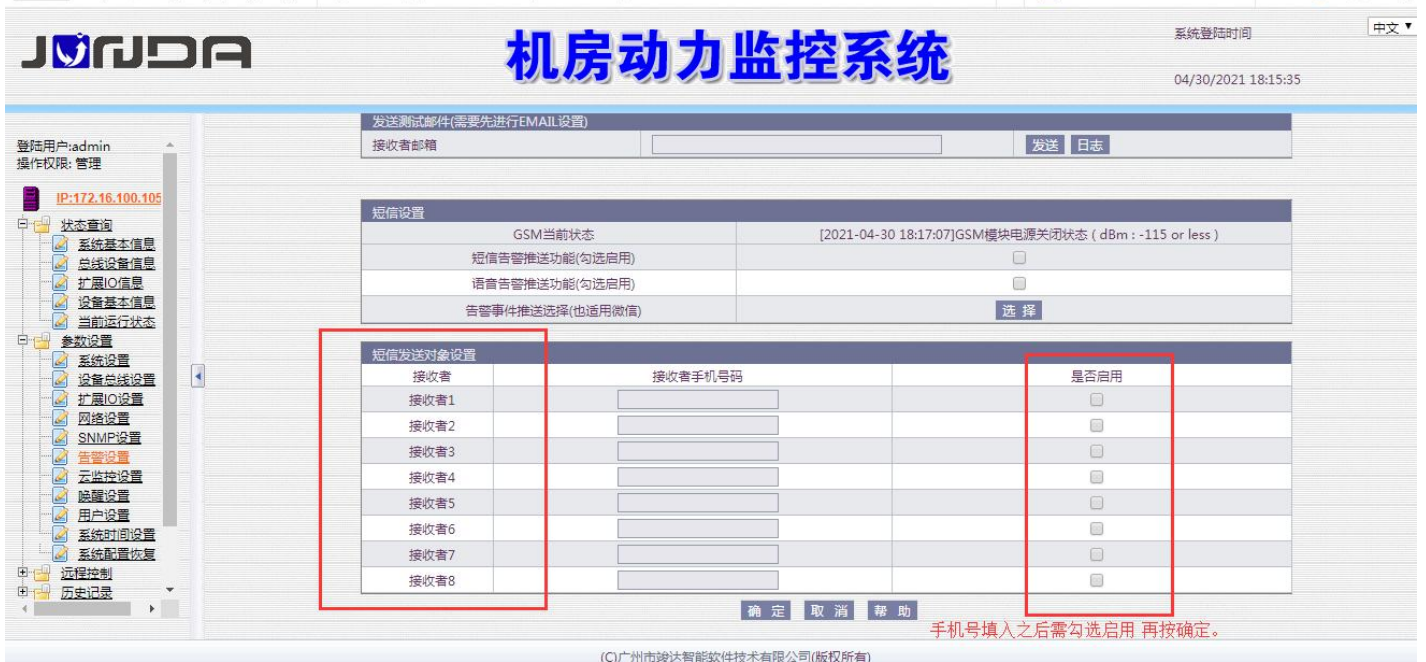 JUNDA
机房动力监控系统
系统登陆时间
中文
04/30/2021 18:15:35
登陆用户:admin
操作权限: 管理
IP:172.16.100.105
状态查询
系统基本信息
总线设备信息
扩展IO信息
设备基本信息
当前运行状态
参数设置
系统设置
设备总线设置
扩展IO设置
网络设置
SNMP设置
告警设置
云监控设置
唤醒设置
用户设置
系统时间设置
系统配置恢复
远程控制
历史记录
发送测试邮件(需要先进行EMAIL设置)
接收者邮箱 发送 日志
短信设置
GSM当前状态 [2021-04-30 18:17:07]GSM模块电源关闭状态 ( dBm : -115 or less )
短信告警推送功能(勾选启用)
语音告警推送功能(勾选启用)
告警事件推送选择(也适用微信) 选 择
短信发送对象设置
接收者 接收者手机号码 是否启用
接收者1
接收者2
接收者3
接收者4
接收者5
接收者6
接收者7
接收者8
确 定 取 消 帮 助
手机号填入之后需勾选启用 再按确定。
(C)广州市竣达智能软件技术有限公司(版权所有)